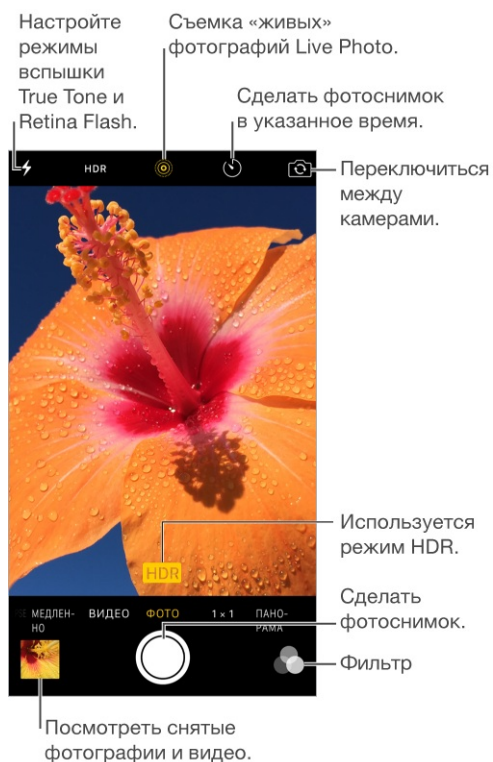 Настройте
режимы
вспышки
True Tone и
Retina Flash.
Съемка «живых»
фотографий Live Photo.
Сделать фотоснимок
в указанное время.
HDR
Переключиться
между
камерами.
HDR
Используется
режим HDR.
МЕДЛЕН-
НО
ВИДЕО
ФОТО
1 × 1
ПАНО-
РАМА
Сделать
фотоснимок.
Фильтр
Посмотреть снятые
фотографии и видео.